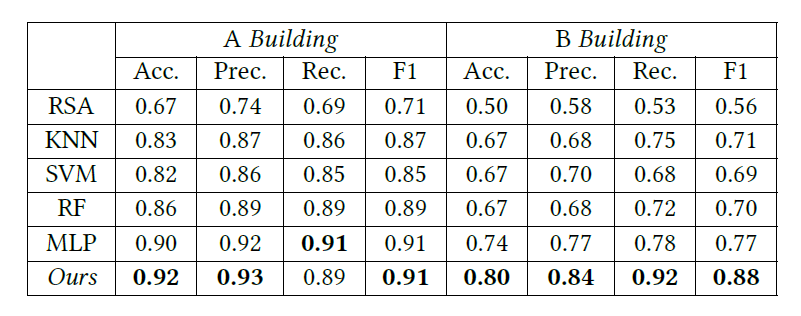 A Building B Building
Acc. Prec. Rec. F1 Acc. Prec. Rec. F1
RSA 0.67 0.74 0.69 0.71 0.50 0.58 0.53 0.56
KNN 0.83 0.87 0.86 0.87 0.67 0.68 0.75 0.71
SVM 0.82 0.86 0.85 0.85 0.67 0.70 0.68 0.69
RF 0.86 0.89 0.89 0.89 0.67 0.68 0.72 0.70
MLP 0.90 0.92 0.91 0.91 0.74 0.77 0.78 0.77
Ours 0.92 0.93 0.89 0.91 0.80 0.84 0.92 0.88